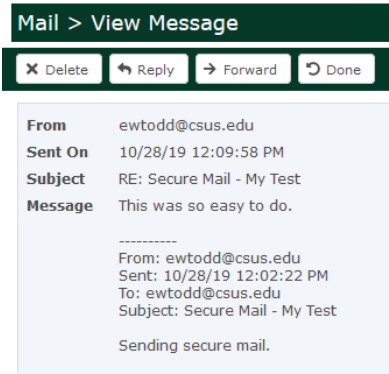 Mail > View Message
Delete Reply Forward Done
From ewtodd@csus.edu
Sent On 10/28/19 12:09:58 PM
Subject RE: Secure Mail - My Test
Message This was so easy to do.
----------
From: ewtodd@csus.edu
Sent: 10/28/19 12:02:22 PM
To: ewtodd@csus.edu
Subject: Secure Mail - My Test
Sending secure mail.